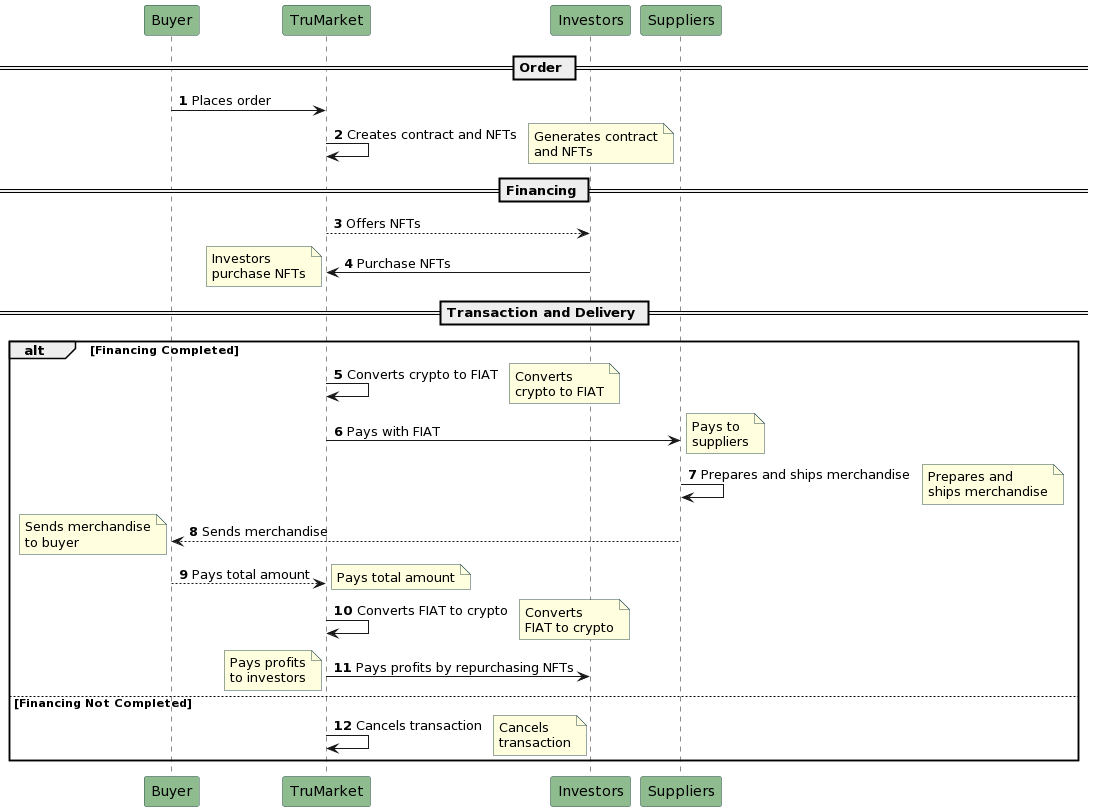 Buyer TruMarket Investors Suppliers
Order
1 Places order
2 Creates contract and NFTs
Generates contract
and NFTs
Financing
3 Offers NFTs
Investors
purchase NFTs
4 Purchase NFTs
Transaction and Delivery
alt [Financing Completed]
5 Converts crypto to FIAT
Converts
crypto to FIAT
6 Pays with FIAT
Pays to
suppliers
7 Prepares and ships merchandise
Prepares and
ships merchandise
Sends merchandise
to buyer
8 Sends merchandise
9 Pays total amount
Pays total amount
10 Converts FIAT to crypto
Converts
FIAT to crypto
Pays profits
to investors
11 Pays profits by repurchasing NFTs
[Financing Not Completed]
12 Cancels transaction
Cancels
transaction
Buyer TruMarket Investors Suppliers